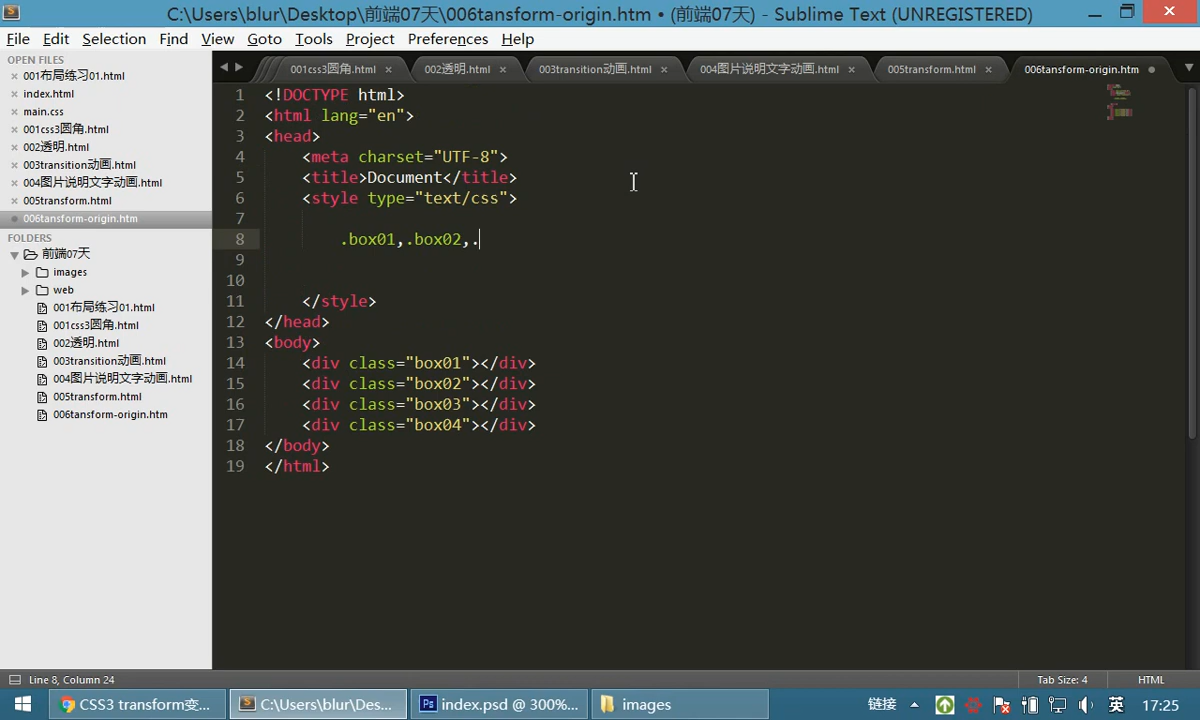 C:\Users\blur\Desktop\前端07天\006tansform-origin.htm • (前端07天) - Sublime Text (UNREGISTERED)
File Edit Selection Find View Goto Tools Project Preferences Help
OPEN FILES
001布局练习01.html
index.html
main.css
001css3圆角.html
002透明.html
003transition动画.html
004图片说明文字动画.html
005transform.html
006tansform-origin.htm
FOLDERS
前端07天
images
web
001布局练习01.html
001css3圆角.html
002透明.html
003transition动画.html
004图片说明文字动画.html
005transform.html
006tansform-origin.htm
001css3圆角.html 002透明.html 003transition动画.html 004图片说明文字动画.html 005transform.html 006tansform-origin.htm
1 <!DOCTYPE html>
2 <html lang="en">
3 <head>
4 <meta charset="UTF-8">
5 <title>Document</title>
6 <style type="text/css">
7
8 .box01,.box02,.
9
10
11 </style>
12 </head>
13 <body>
14 <div class="box01"></div>
15 <div class="box02"></div>
16 <div class="box03"></div>
17 <div class="box04"></div>
18 </body>
19 </html>
Line 8, Column 24 Tab Size: 4 HTML
CSS3 transform变... C:\Users\blur\Des... index.psd @ 300%... images 链接 英 17:25